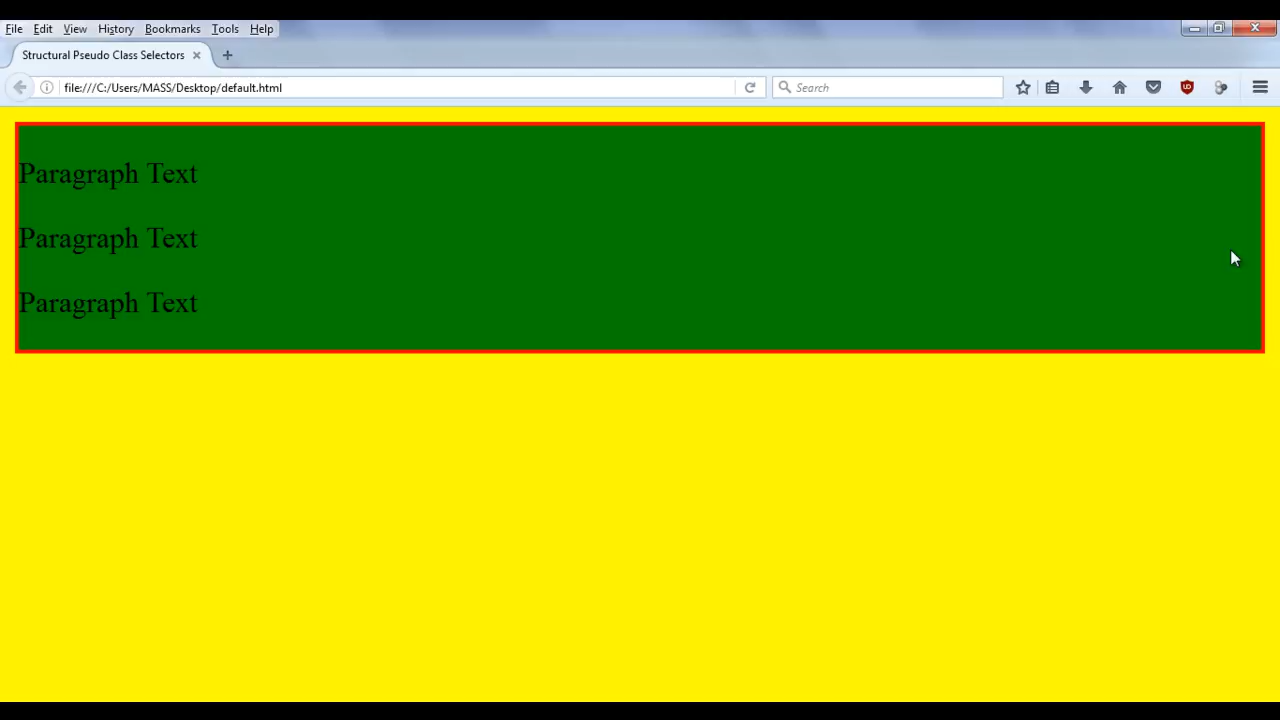 File Edit View History Bookmarks Tools Help
Structural Pseudo Class Selectors
file:///C:/Users/MASS/Desktop/default.html
Search
Paragraph Text
Paragraph Text
Paragraph Text